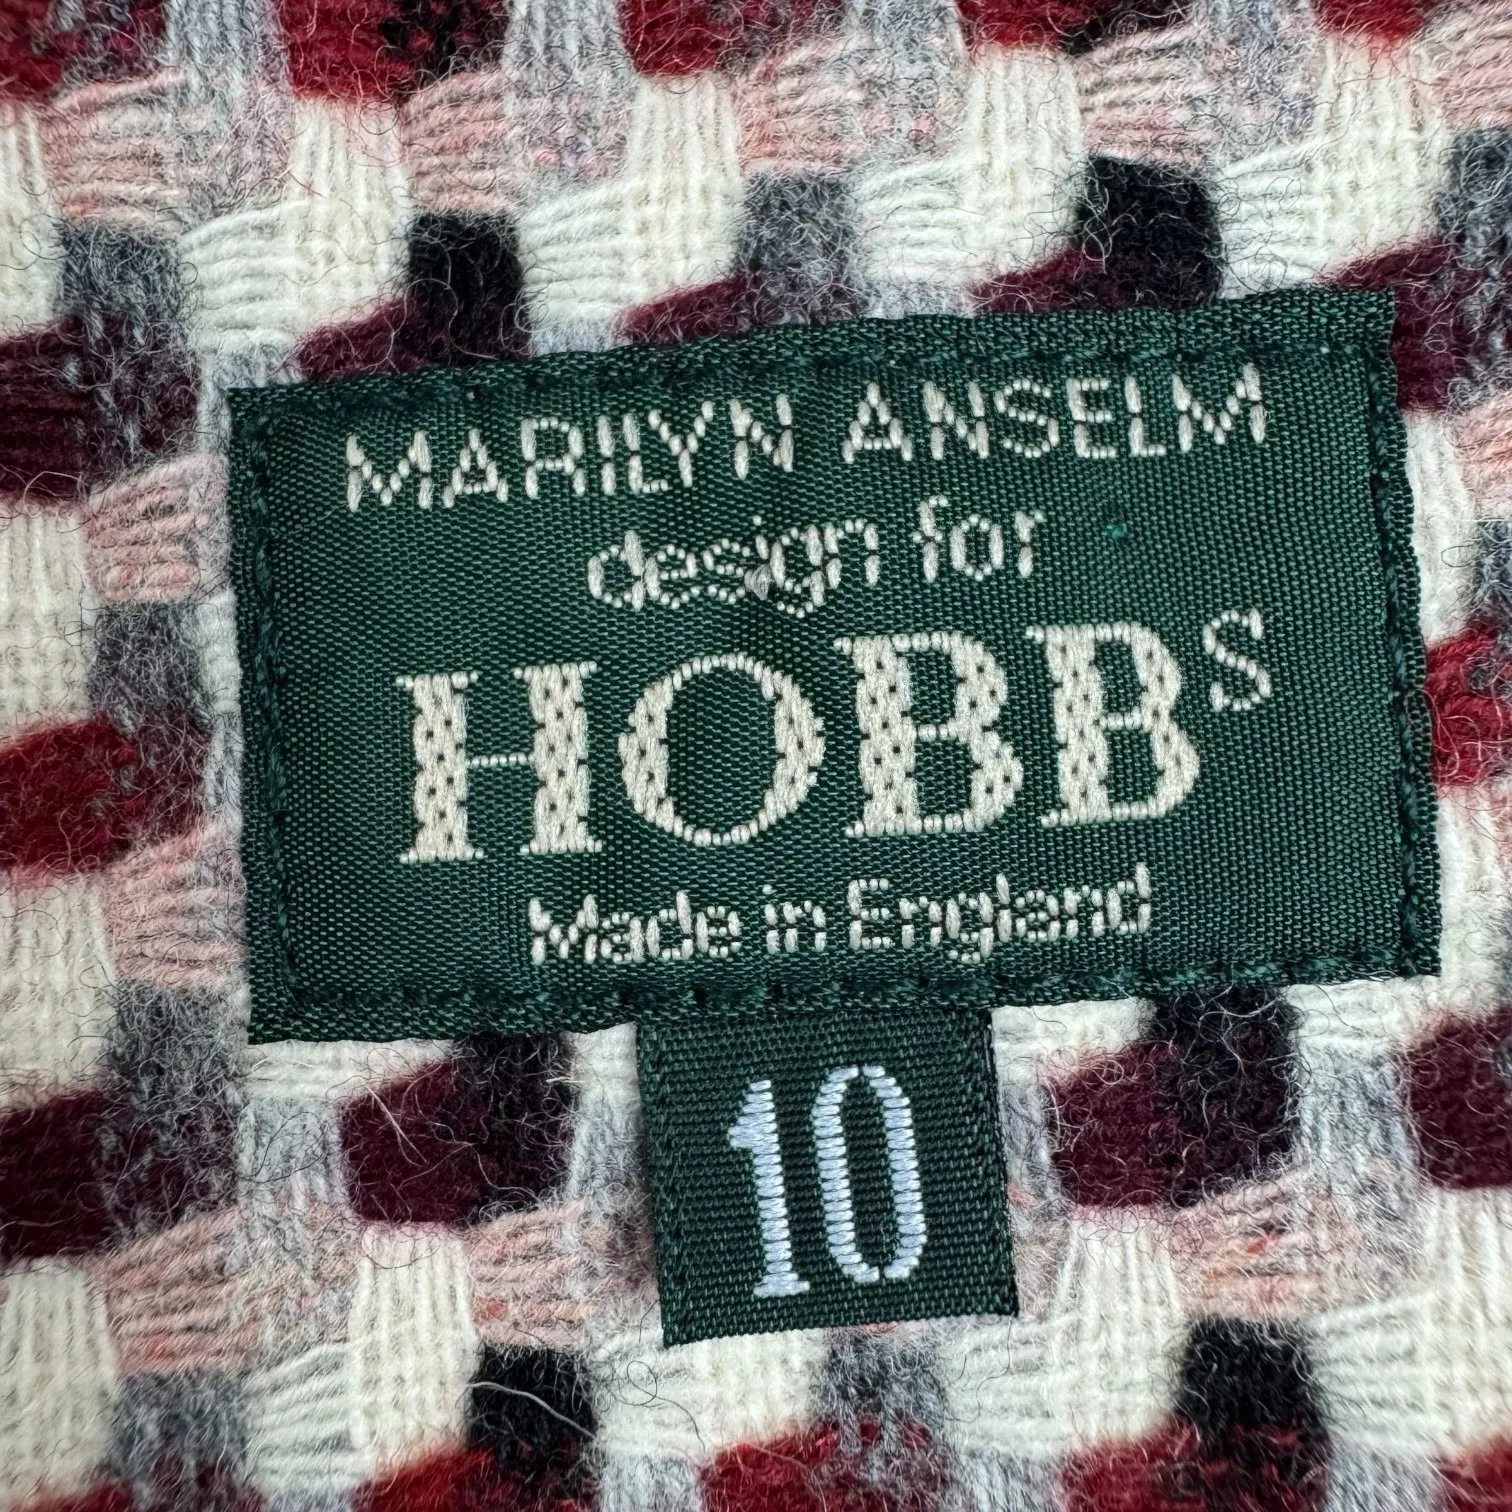 MARILYN ANSELM
design for
HOBBS
Made in England
10